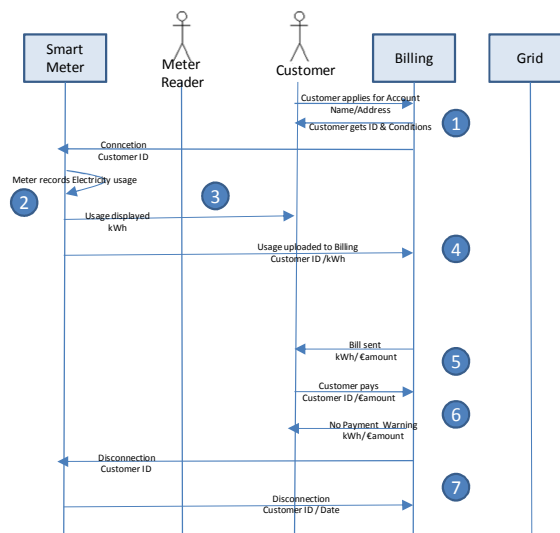 Smart
Meter
Meter
Reader
Customer
Billing
Grid
Customer applies for Account
Name/Address
1
Customer gets ID & Conditions
Conncetion
Customer ID
Meter records Electricity usage
2
3
Usage displayed
kWh
Usage uploaded to Billing
Customer ID /kWh
4
Bill sent
kWh/ €amount
5
Customer pays
Customer ID /€amount
6
No Payment Warning
kWh/ €amount
Disconnection
Customer ID
7
Disconnection
Customer ID / Date